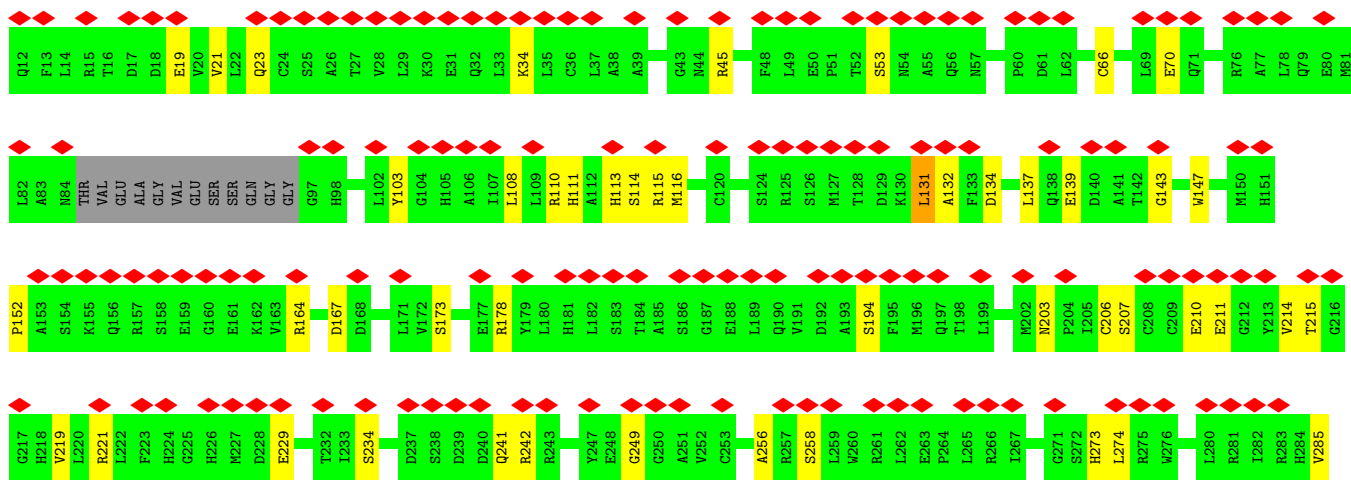 Q12 F13 L14 R15 T16 D17 D18 E19 V20 V21 L22 Q23 C24 S25 A26 T27 V28 L29 K30 E31 Q32 L33 K34 L35 C36 L37 A38 A39 G43 N44 R45 F48 L49 E50 P51 T52 S53 N54 A55 Q56 N57 P60 D61 L62 C66 L69 E70 Q71 R76 A77 L78 Q79 E80 M81
L82 A83 N84 THR VAL GLU ALA GLY VAL GLU SER SER GLN GLY GLY G97 H98 L102 Y103 G104 H105 A106 I107 L108 L109 R110 H111 A112 H113 S114 R115 M116 C120 S124 R125 S126 M127 T128 D129 K130 L131 A132 F133 D134 L137 Q138 E139 D140 A141 T142 G143 W147 M150 H151
P152 A153 S154 K155 Q156 R157 S158 E159 G160 E161 K162 V163 R164 D167 D168 L171 V172 S173 E177 R178 Y179 L180 H181 L182 S183 T184 A185 S186 G187 E188 L189 Q190 V191 D192 A193 S194 F195 M196 Q197 T198 L199 M202 N203 P204 I205 C206 S207 C208 C209 E210 E211 G212 Y213 V214 T215 G216
G217 H218 V219 L220 R221 L222 F223 H224 G225 H226 M227 D228 E229 T232 I233 S234 D237 S238 D239 D240 Q241 R242 R243 Y247 E248 G249 G250 A251 V252 C253 A256 R257 S258 L259 W260 R261 L262 E263 P264 L265 R266 I267 G271 S272 H273 L274 R275 W276 L280 R281 I282 R283 H284 V285